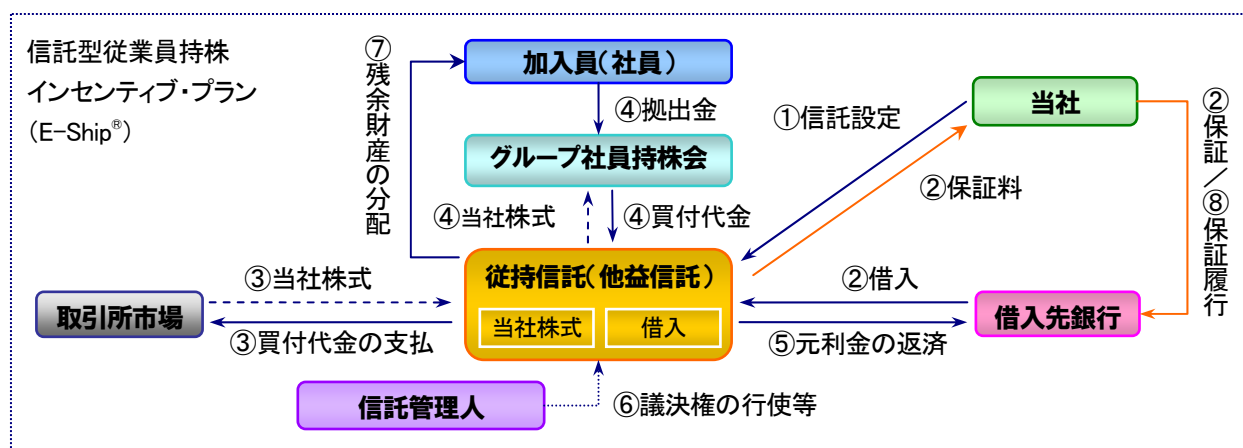 信託型従業員持株
インセンティブ・プラン
(E-Ship®)
⑦残余財産の分配
加入員(社員)
④拠出金
グループ社員持株会
④当社株式
④買付代金
①信託設定
当社
②保証料
②保証／⑧保証履行
従持信託(他益信託)
当社株式
借入
③当社株式
取引所市場
③買付代金の支払
②借入
借入先銀行
⑤元利金の返済
信託管理人
⑥議決権の行使等